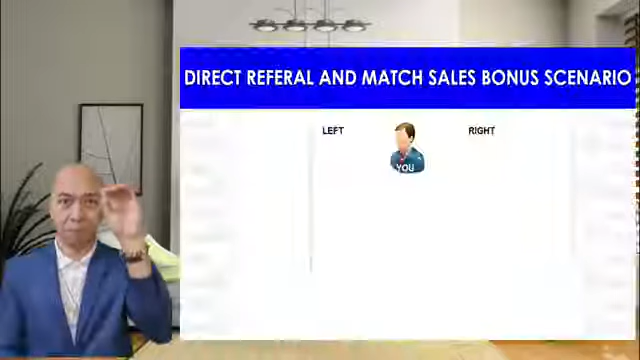 DIRECT REFERAL AND MATCH SALES BONUS SCENARIO
LEFT
RIGHT
YOU